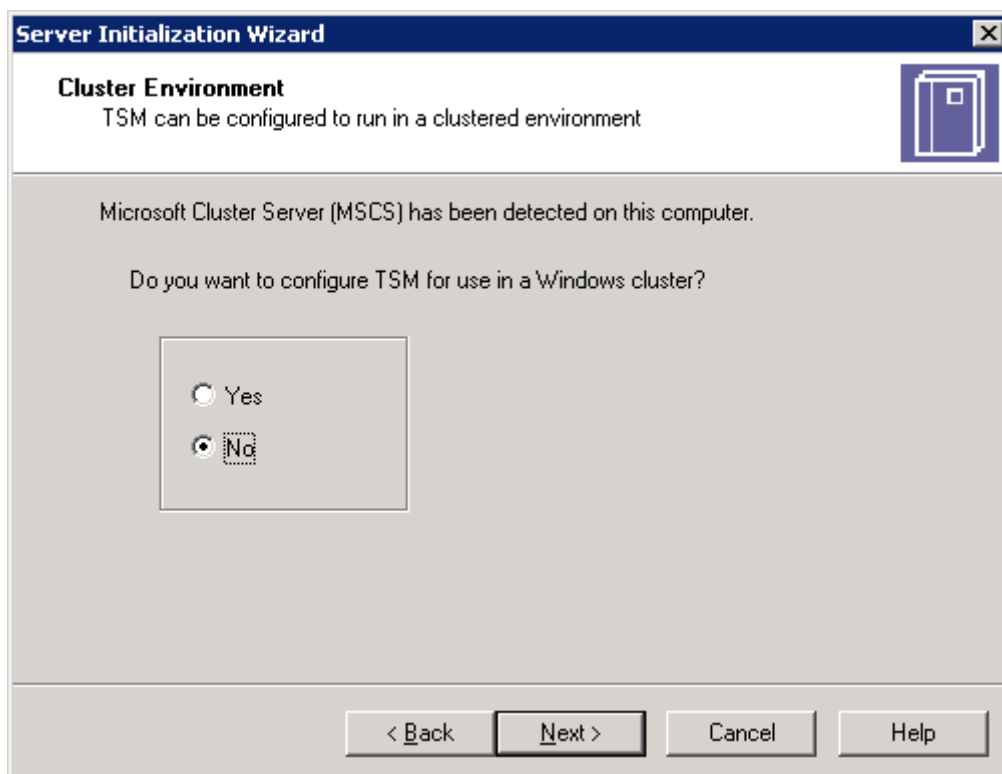 Server Initialization Wizard
Cluster Environment
TSM can be configured to run in a clustered environment
Microsoft Cluster Server (MSCS) has been detected on this computer.
Do you want to configure TSM for use in a Windows cluster?
Yes
No
< Back
Next >
Cancel
Help